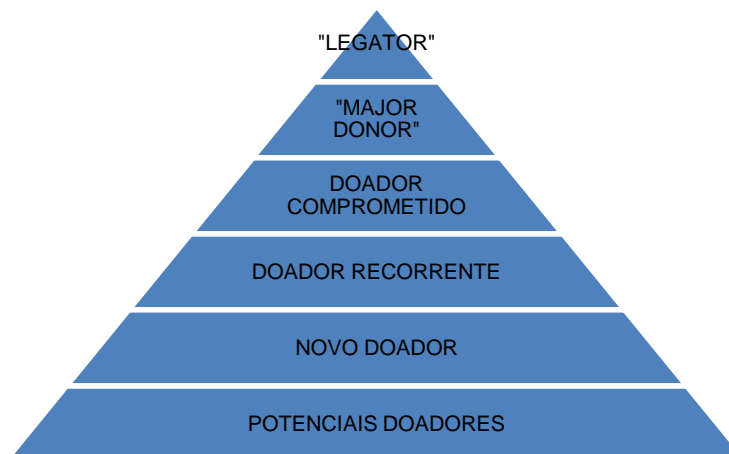 "LEGATOR"
"MAJOR
DONOR"
DOADOR
COMPROMETIDO
DOADOR RECORRENTE
NOVO DOADOR
POTENCIAIS DOADORES